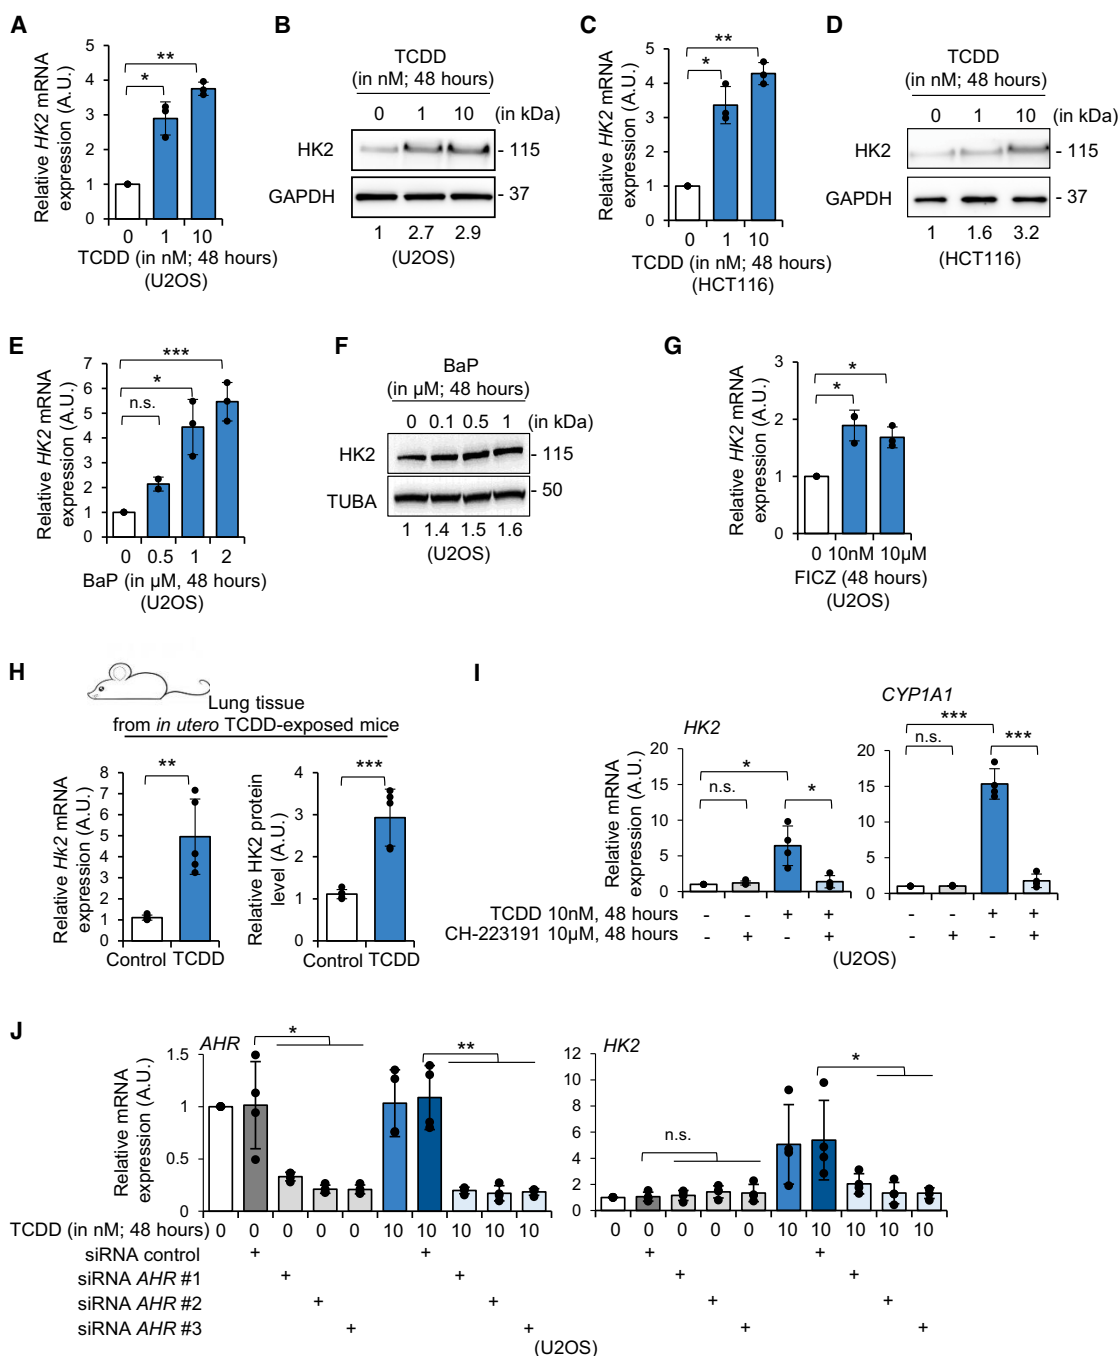 A
Relative HK2 mRNA
expression (A.U.)
5
4
3
2
1
0
*
**
0 1 10
TCDD (in nM; 48 hours)
(U2OS)
B
TCDD
(in nM; 48 hours)
0 1 10 (in kDa)
HK2 - 115
GAPDH - 37
1 2.7 2.9
(U2OS)
C
Relative HK2 mRNA
expression (A.U.)
5
4
3
2
1
0
**
*
0 1 10
TCDD (in nM; 48 hours)
(HCT116)
D
TCDD
(in nM; 48 hours)
0 1 10 (in kDa)
HK2 - 115
GAPDH - 37
1 1.6 3.2
(HCT116)
E
Relative HK2 mRNA
expression (A.U.)
7
6
5
4
3
2
1
0
***
*
n.s.
0 0.5 1 2
BaP (in µM, 48 hours)
(U2OS)
F
BaP
(in µM; 48 hours)
0 0.1 0.5 1 (in kDa)
HK2 - 115
TUBA - 50
1 1.4 1.5 1.6
(U2OS)
G
Relative HK2 mRNA
expression (A.U.)
3
2
1
0
*
*
0 10nM 10µM
FICZ (48 hours)
(U2OS)
H
Lung tissue
from in utero TCDD-exposed mice
Relative Hk2 mRNA
expression (A.U.)
8
7
6
5
4
3
2
1
0
**
Control TCDD
Relative HK2 protein
level (A.U.)
4
3
2
1
0
***
Control TCDD
I
HK2
Relative mRNA
expression (A.U.)
20
15
10
5
0
*
n.s.
*
CYP1A1
20
15
10
5
0
***
n.s.
***
TCDD 10nM, 48 hours - - + + - - + +
CH-223191 10µM, 48 hours - + - + - + - +
(U2OS)
J
AHR
Relative mRNA
expression (A.U.)
1.5
1
0.5
0
*
**
HK2
12
10
8
6
4
2
0
n.s.
*
TCDD (in nM; 48 hours) 0 0 0 0 0 10 10 10 10 10 0 0 0 0 0 10 10 10 10 10
siRNA control + + + +
siRNA AHR #1 + + + +
siRNA AHR #2 + + + +
siRNA AHR #3 + + + +
(U2OS)